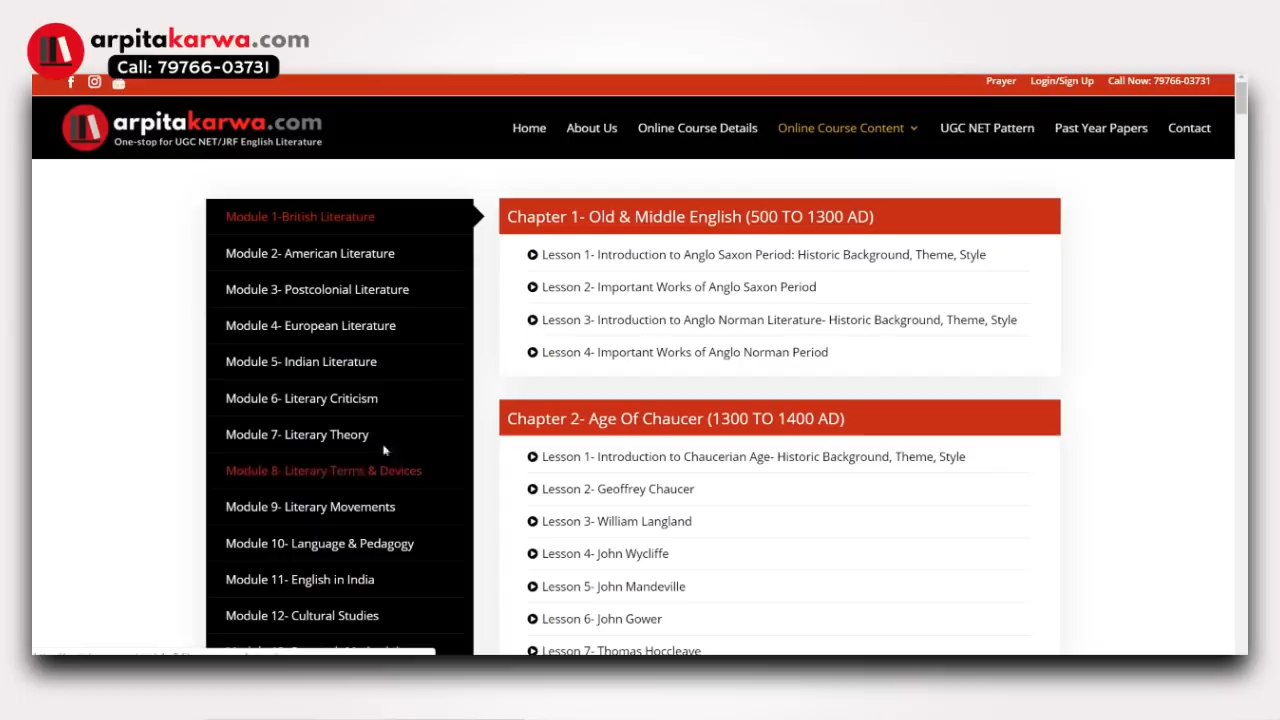 arpitakarwa.com
Call: 79766-03731
Prayer
Login/Sign Up
Call Now: 79766-03731
arpitakarwa.com
One-stop for UGC NET/JRF English Literature
Home
About Us
Online Course Details
Online Course Content
UGC NET Pattern
Past Year Papers
Contact
Module 1-British Literature
Module 2- American Literature
Module 3- Postcolonial Literature
Module 4- European Literature
Module 5- Indian Literature
Module 6- Literary Criticism
Module 7- Literary Theory
Module 8- Literary Terms & Devices
Module 9- Literary Movements
Module 10- Language & Pedagogy
Module 11- English in India
Module 12- Cultural Studies
Chapter 1- Old & Middle English (500 TO 1300 AD)
Lesson 1- Introduction to Anglo Saxon Period: Historic Background, Theme, Style
Lesson 2- Important Works of Anglo Saxon Period
Lesson 3- Introduction to Anglo Norman Literature- Historic Background, Theme, Style
Lesson 4- Important Works of Anglo Norman Period
Chapter 2- Age Of Chaucer (1300 TO 1400 AD)
Lesson 1- Introduction to Chaucerian Age- Historic Background, Theme, Style
Lesson 2- Geoffrey Chaucer
Lesson 3- William Langland
Lesson 4- John Wycliffe
Lesson 5- John Mandeville
Lesson 6- John Gower
Lesson 7- Thomas Hoccleave